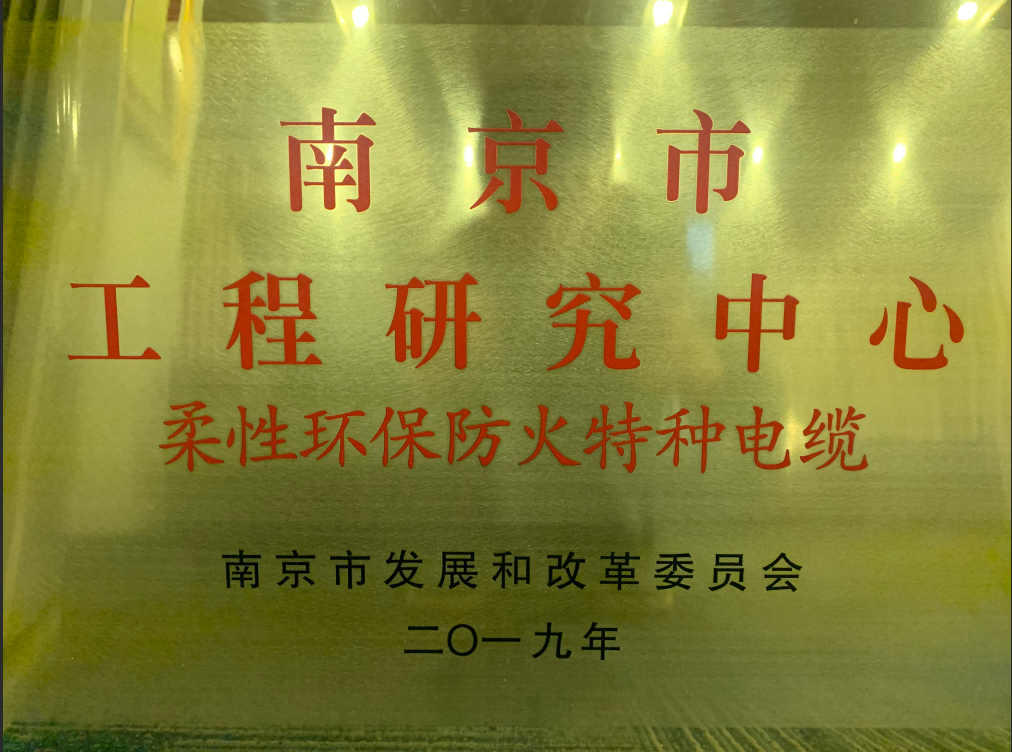 南京市
工程研究中心
柔性环保防火特种电缆
南京市发展和改革委员会
二〇一九年